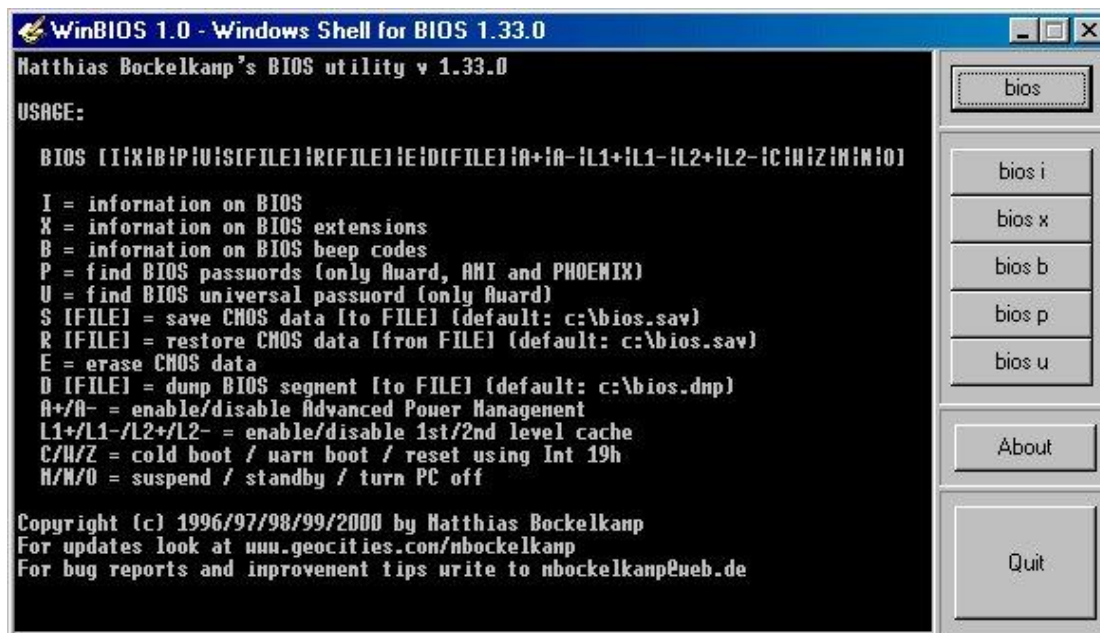 WinBIOS 1.0 - Windows Shell for BIOS 1.33.0
Matthias Bockelkamp's BIOS utility v 1.33.0
USAGE:
BIOS [I¦X¦B¦P¦U¦S[FILE]¦R[FILE]¦E¦D[FILE]¦A+¦A-¦L1+¦L1-¦L2+¦L2-¦C¦W¦Z¦M¦N¦O]
I = information on BIOS
X = information on BIOS extensions
B = information on BIOS beep codes
P = find BIOS passwords (only Award, AMI and PHOENIX)
U = find BIOS universal password (only Award)
S [FILE] = save CMOS data [to FILE] (default: c:\bios.sav)
R [FILE] = restore CMOS data [from FILE] (default: c:\bios.sav)
E = erase CMOS data
D [FILE] = dump BIOS segment [to FILE] (default: c:\bios.dmp)
A+/A- = enable/disable Advanced Power Management
L1+/L1-/L2+/L2- = enable/disable 1st/2nd level cache
C/W/Z = cold boot / warm boot / reset using Int 19h
M/N/O = suspend / standby / turn PC off
Copyright (c) 1996/97/98/99/2000 by Matthias Bockelkamp
For updates look at www.geocities.com/mbockelkamp
For bug reports and improvement tips write to mbockelkamp@web.de
bios
bios i
bios x
bios b
bios p
bios u
About
Quit